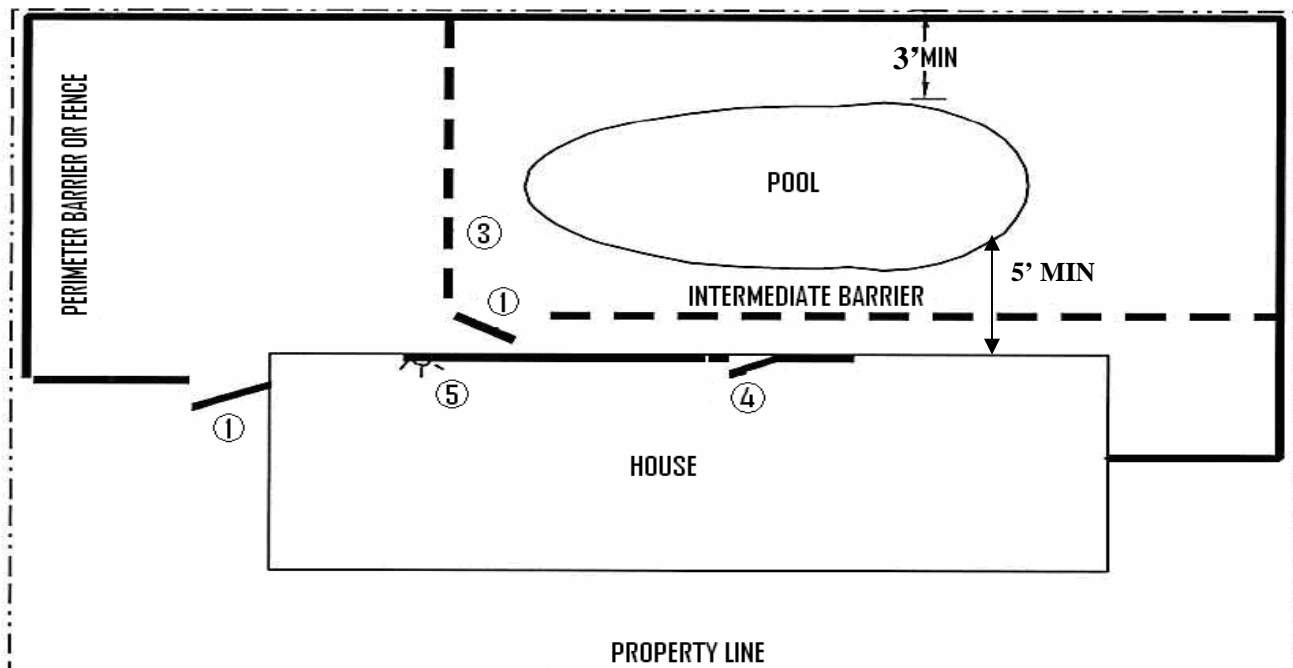 3’ MIN
PERIMETER BARRIER OR FENCE
POOL
③
5’ MIN
INTERMEDIATE BARRIER
①
⑤
④
①
HOUSE
PROPERTY LINE